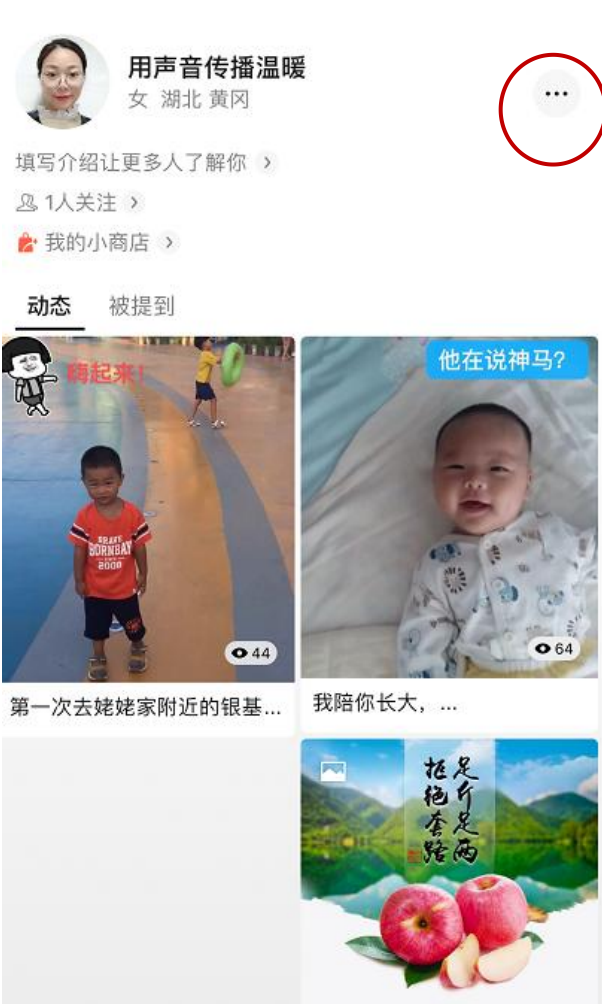 用声音传播温暖
女 湖北 黄冈
填写介绍让更多人了解你
1人关注
我的小商店
动态 被提到
嗨起来！
他在说神马?
BRAVE
BORNBAY
2008
44
64
第一次去姥姥家附近的银基...
我陪你长大，...
足斤足两
拒绝套路